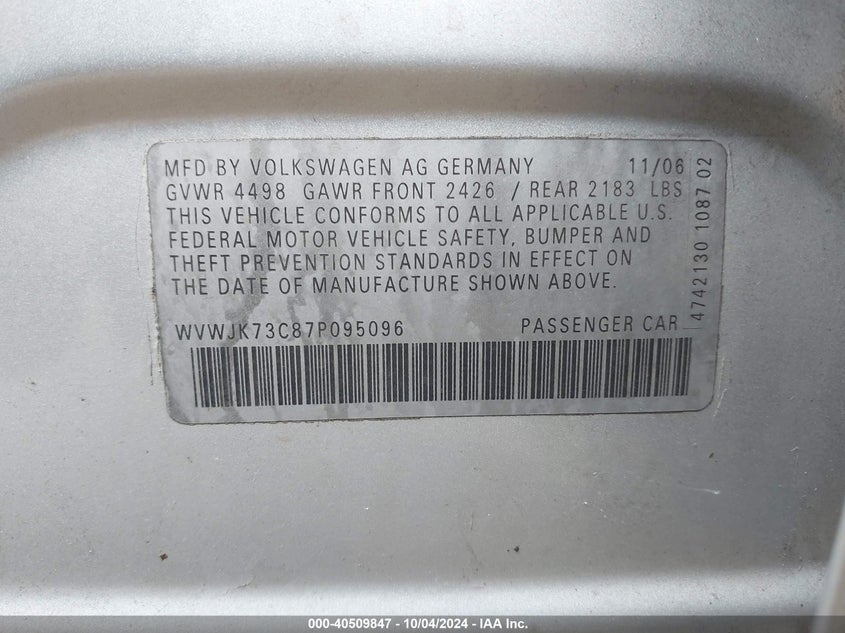 MFD BY VOLKSWAGEN AG GERMANY 11/06
GVWR 4498 GAWR FRONT 2426 / REAR 2183 LBS
THIS VEHICLE CONFORMS TO ALL APPLICABLE U.S.
FEDERAL MOTOR VEHICLE SAFETY, BUMPER AND
THEFT PREVENTION STANDARDS IN EFFECT ON
THE DATE OF MANUFACTURE SHOWN ABOVE.
WVWJK73C87P095096 PASSENGER CAR
4742130 1087 02
000-40509847 - 10/04/2024 - IAA Inc.